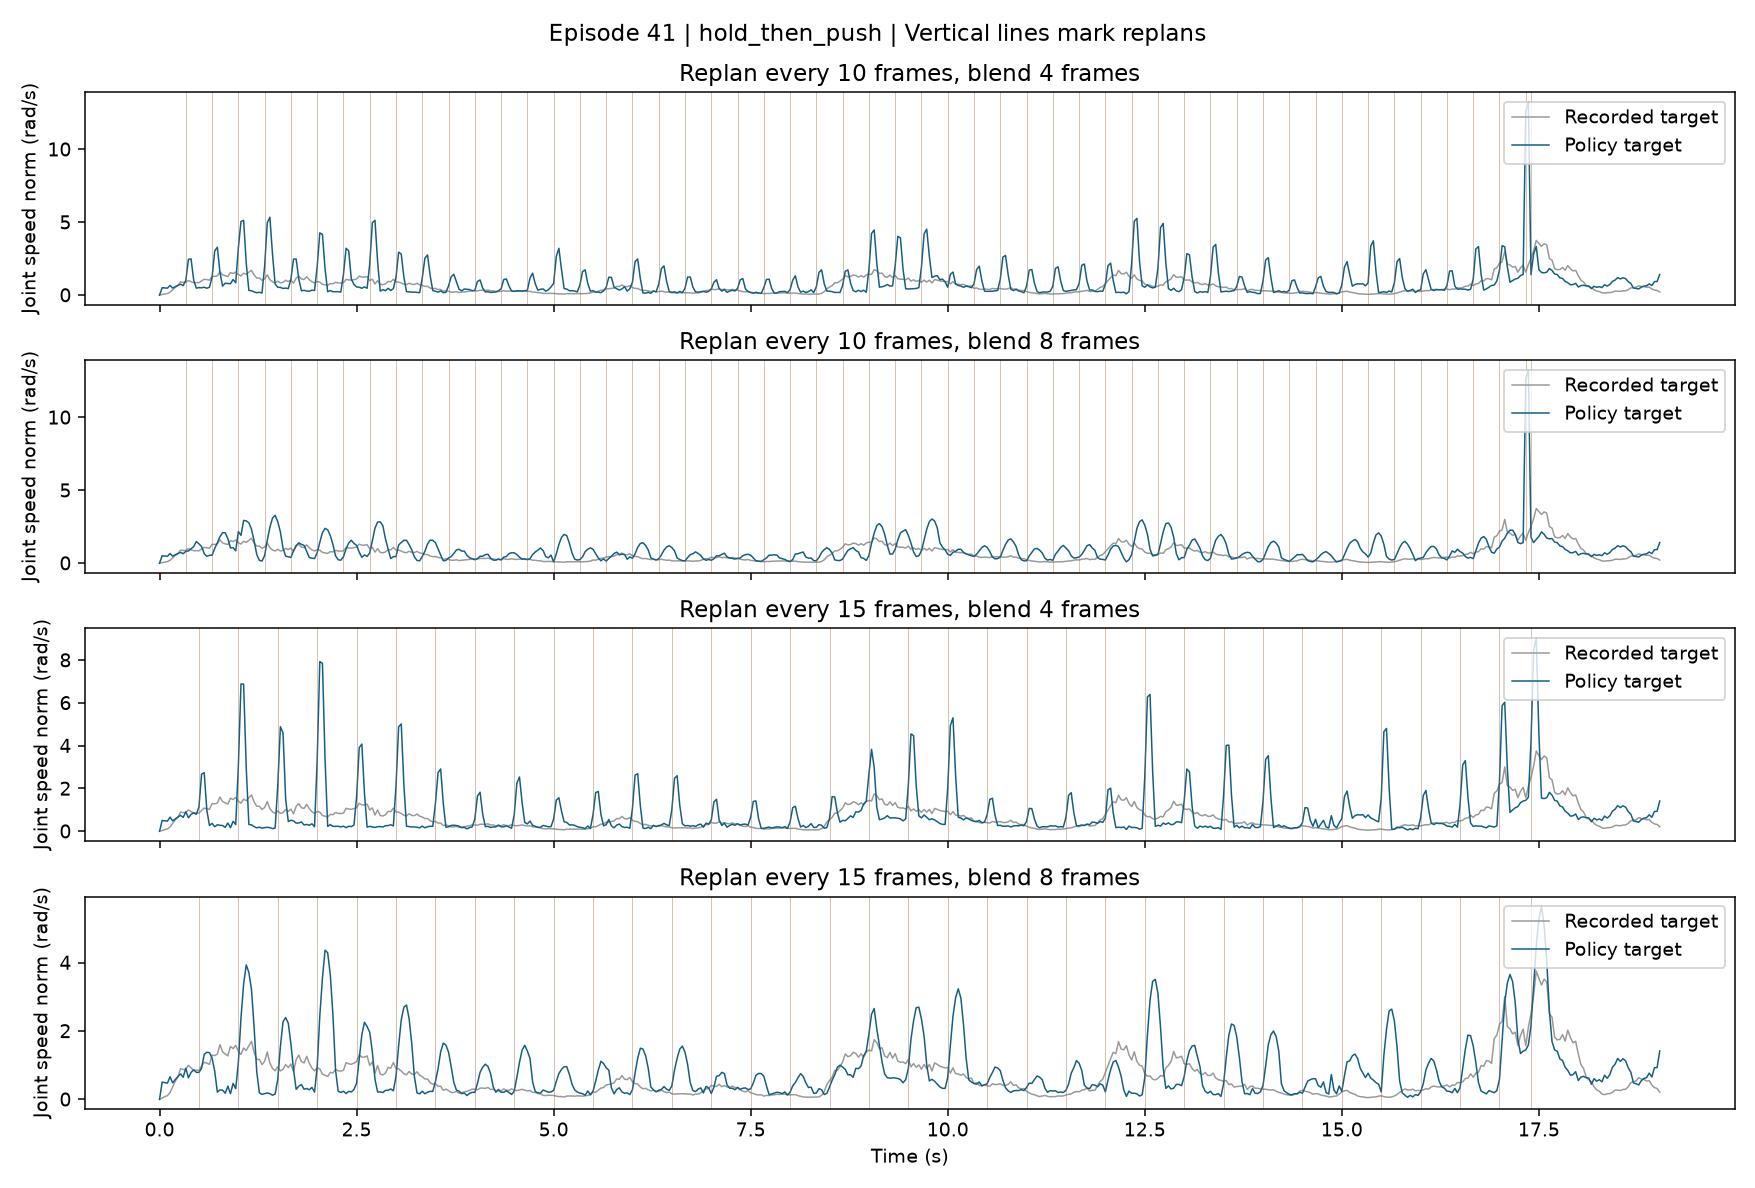 Episode 41 | hold_then_push | Vertical lines mark replans
Replan every 10 frames, blend 4 frames
Joint speed norm (rad/s)
10
5
0
Recorded target
Policy target
Replan every 10 frames, blend 8 frames
Joint speed norm (rad/s)
10
5
0
Recorded target
Policy target
Replan every 15 frames, blend 4 frames
Joint speed norm (rad/s)
8
6
4
2
0
Recorded target
Policy target
Replan every 15 frames, blend 8 frames
Joint speed norm (rad/s)
4
2
0
Recorded target
Policy target
0.0 2.5 5.0 7.5 10.0 12.5 15.0 17.5
Time (s)